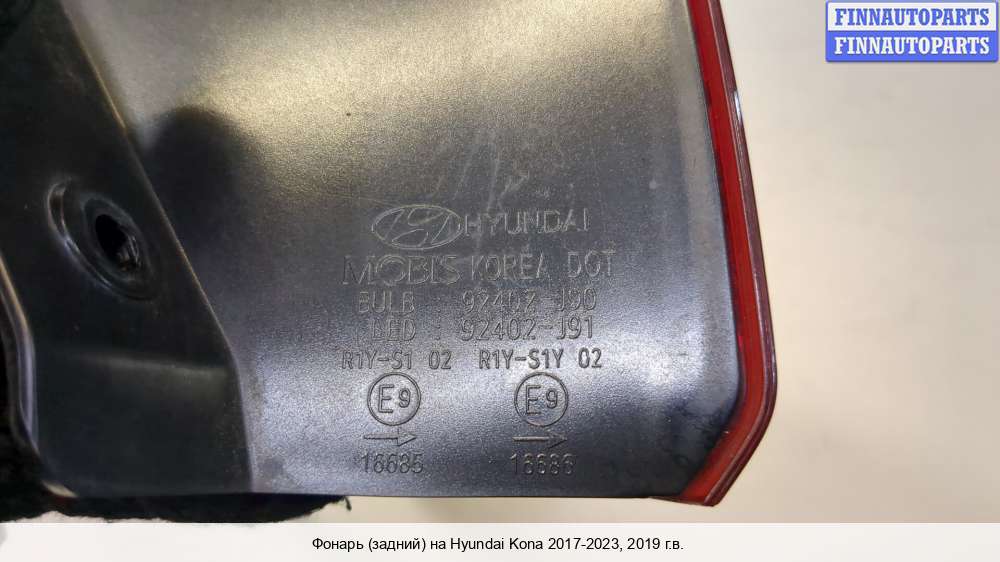 FINNAUTOPARTS
FINNAUTOPARTS
HYUNDAI
MOBIS KOREA DOT
BULB : 92402-J90
LED : 92402-J91
R1Y-S1 02 R1Y-S1Y 02
E9 E9
16685 16686
Фонарь (задний) на Hyundai Kona 2017-2023, 2019 г.в.